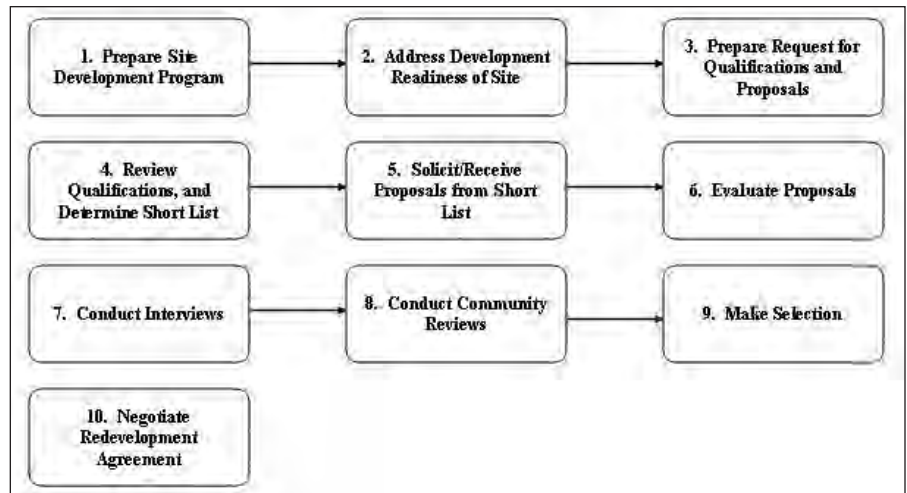 1. Prepare Site
Development Program
2. Address Development
Readiness of Site
3. Prepare Request for
Qualifications and
Proposals
4. Review
Qualifications, and
Determine Short List
5. Solicit/Receive
Proposals from Short
List
6. Evaluate Proposals
7. Conduct Interviews
8. Conduct Community
Reviews
9. Make Selection
10. Negotiate
Redevelopment
Agreement